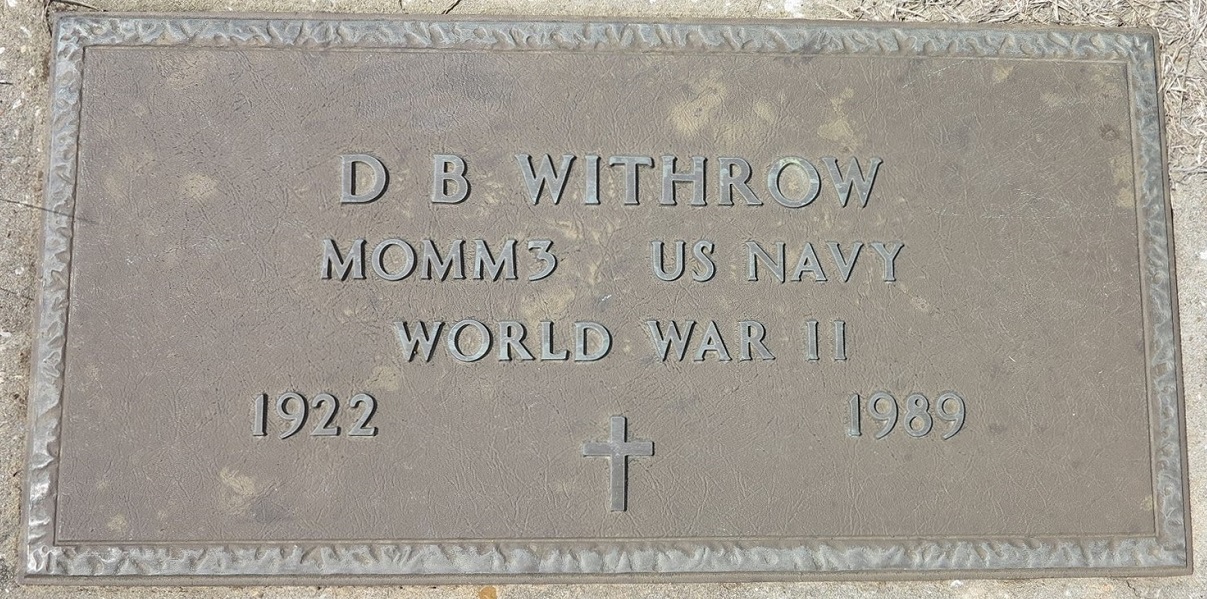 D B WITHROW
MOMM3 US NAVY
WORLD WAR II
1922 1989